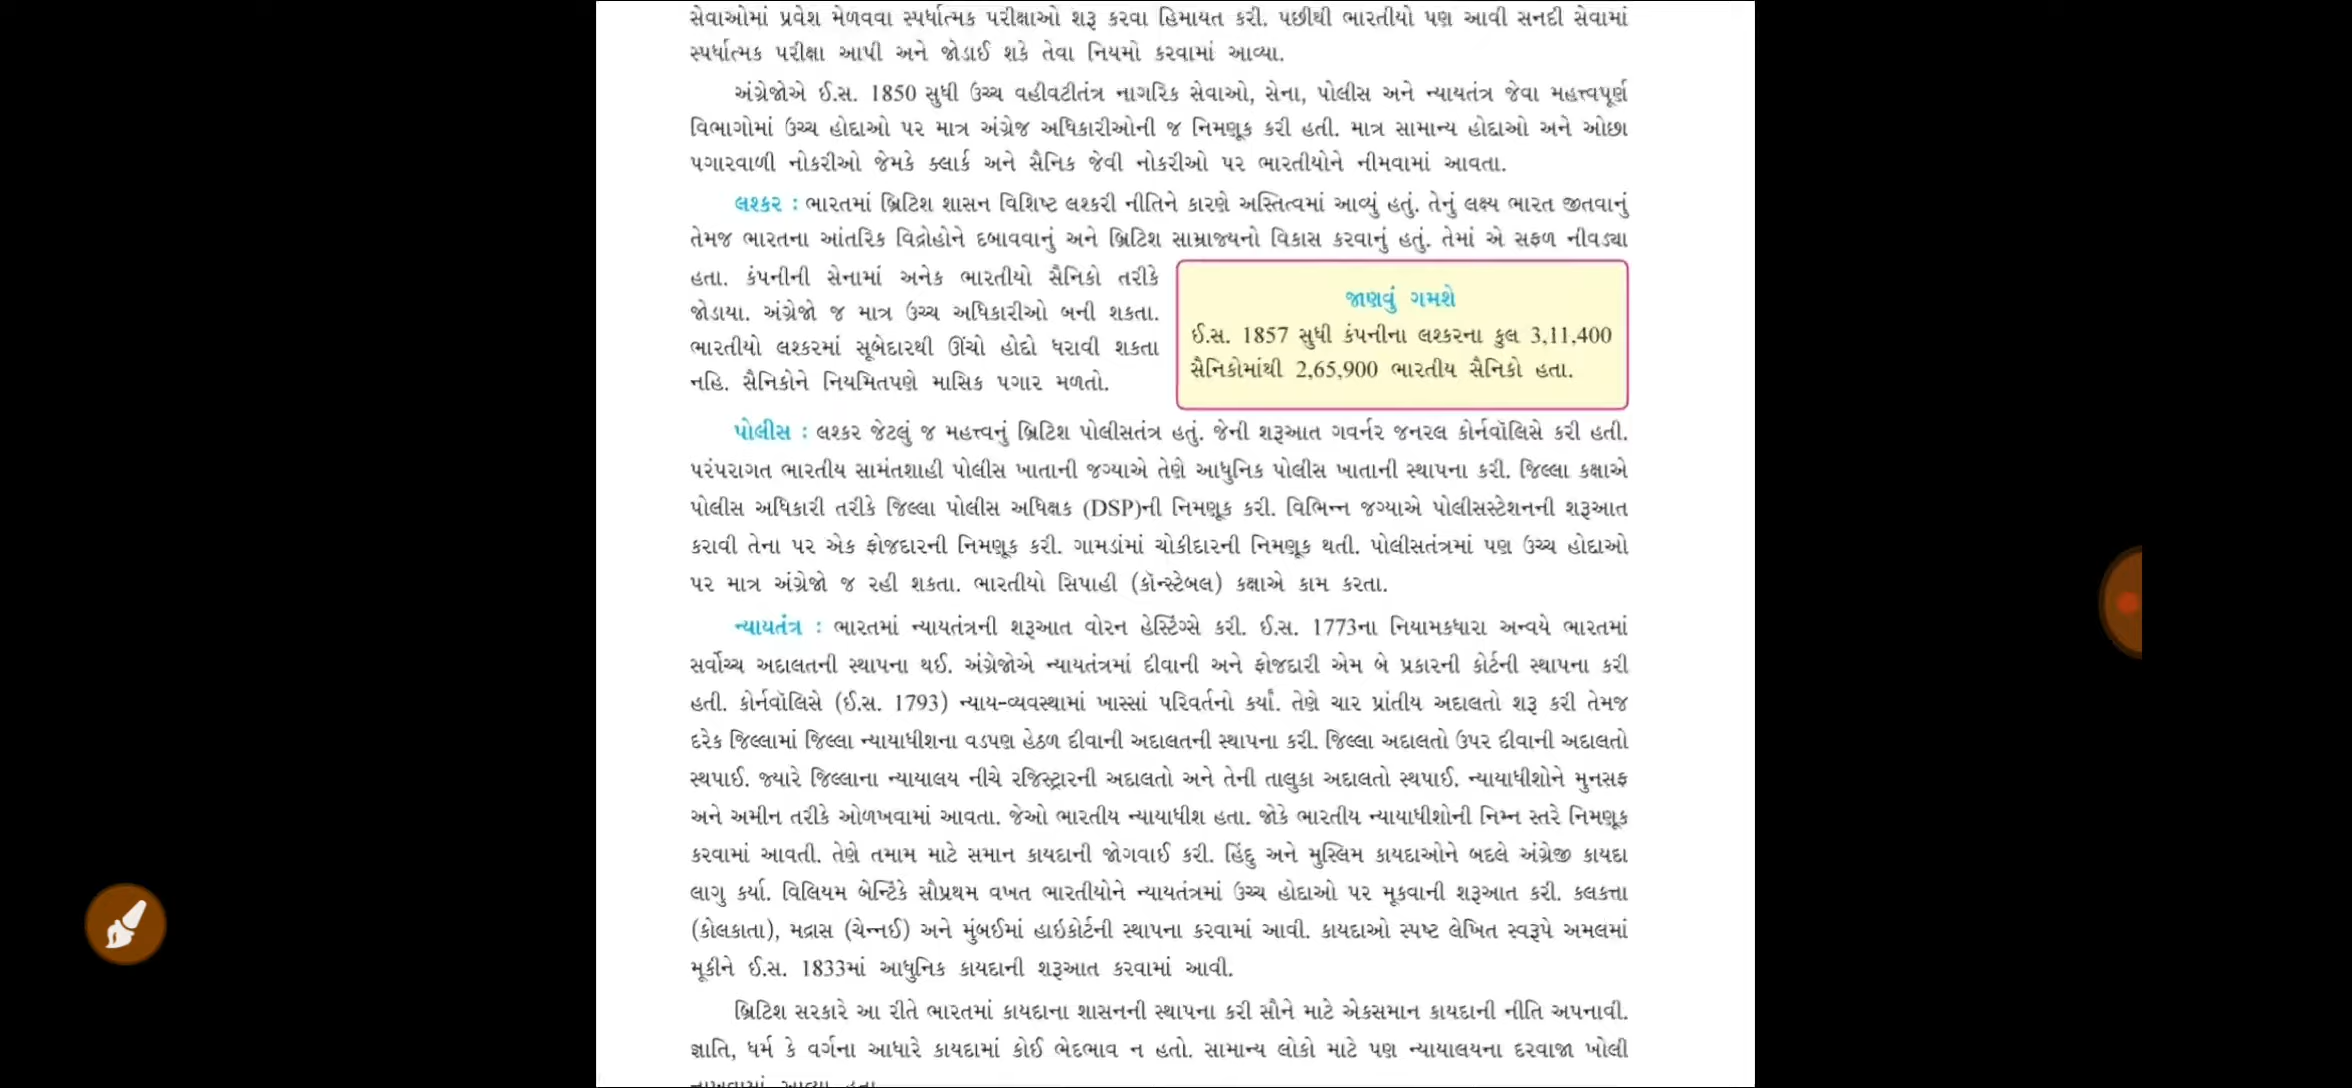 સેવાઓમાં પ્રવેશ મેળવવા સ્પર્ધાત્મક પરીક્ષાઓ શરૂ કરવા હિમાયત કરી. પછીથી ભારતીયો પણ આવી સનદી સેવામાં
સ્પર્ધાત્મક પરીક્ષા આપી અને જોડાઈ શકે તેવા નિયમો કરવામાં આવ્યા.
અંગ્રેજોએ ઈ.સ. 1850 સુધી ઉચ્ચ વહીવટીતંત્ર નાગરિક સેવાઓ, સેના, પોલીસ અને ન્યાયતંત્ર જેવા મહત્ત્વપૂર્ણ
વિભાગોમાં ઉચ્ચ હોદાઓ પર માત્ર અંગ્રેજ અધિકારીઓની જ નિમણૂક કરી હતી. માત્ર સામાન્ય હોદાઓ અને ઓછા
પગારવાળી નોકરીઓ જેમકે ક્લાર્ક અને સૈનિક જેવી નોકરીઓ પર ભારતીયોને નીમવામાં આવતા.
લશ્કર : ભારતમાં બ્રિટિશ શાસન વિશિષ્ટ લશ્કરી નીતિને કારણે અસ્તિત્વમાં આવ્યું હતું. તેનું લક્ષ્ય ભારત જીતવાનું
તેમજ ભારતના આંતરિક વિદ્રોહોને દબાવવાનું અને બ્રિટિશ સામ્રાજ્યનો વિકાસ કરવાનું હતું. તેમાં એ સફળ નીવડ્યા
હતા. કંપનીની સેનામાં અનેક ભારતીયો સૈનિકો તરીકે
જોડાયા. અંગ્રેજો જ માત્ર ઉચ્ચ અધિકારીઓ બની શકતા.
ભારતીયો લશ્કરમાં સૂબેદારથી ઊંચો હોદો ધરાવી શકતા
નહિ. સૈનિકોને નિયમિતપણે માસિક પગાર મળતો.
જાણવું ગમશે
ઈ.સ. 1857 સુધી કંપનીના લશ્કરના કુલ 3,11,400
સૈનિકોમાંથી 2,65,900 ભારતીય સૈનિકો હતા.
પોલીસ : લશ્કર જેટલું જ મહત્ત્વનું બ્રિટિશ પોલીસતંત્ર હતું. જેની શરૂઆત ગવર્નર જનરલ કોર્નવૉલિસે કરી હતી.
પરંપરાગત ભારતીય સામંતશાહી પોલીસ ખાતાની જગ્યાએ તેણે આધુનિક પોલીસ ખાતાની સ્થાપના કરી. જિલ્લા કક્ષાએ
પોલીસ અધિકારી તરીકે જિલ્લા પોલીસ અધિક્ષક (DSP)ની નિમણૂક કરી. વિભિન્ન જગ્યાએ પોલીસસ્ટેશનની શરૂઆત
કરાવી તેના પર એક ફોજદારની નિમણૂક કરી. ગામડાંમાં ચોકીદારની નિમણૂક થતી. પોલીસતંત્રમાં પણ ઉચ્ચ હોદાઓ
પર માત્ર અંગ્રેજો જ રહી શકતા. ભારતીયો સિપાહી (કૉન્સ્ટેબલ) કક્ષાએ કામ કરતા.
ન્યાયતંત્ર : ભારતમાં ન્યાયતંત્રની શરૂઆત વોરન હેસ્ટિંગ્સે કરી. ઈ.સ. 1773ના નિયામકધારા અન્વયે ભારતમાં
સર્વોચ્ચ અદાલતની સ્થાપના થઈ. અંગ્રેજોએ ન્યાયતંત્રમાં દીવાની અને ફોજદારી એમ બે પ્રકારની કોર્ટની સ્થાપના કરી
હતી. કોર્નવૉલિસે (ઈ.સ. 1793) ન્યાય-વ્યવસ્થામાં ખાસ્સાં પરિવર્તનો કર્યાં. તેણે ચાર પ્રાંતીય અદાલતો શરૂ કરી તેમજ
દરેક જિલ્લામાં જિલ્લા ન્યાયાધીશના વડપણ હેઠળ દીવાની અદાલતની સ્થાપના કરી. જિલ્લા અદાલતો ઉપર દીવાની અદાલતો
સ્થપાઈ. જ્યારે જિલ્લાના ન્યાયાલય નીચે રજિસ્ટ્રારની અદાલતો અને તેની તાલુકા અદાલતો સ્થપાઈ. ન્યાયાધીશોને મુનસફ
અને અમીન તરીકે ઓળખવામાં આવતા. જેઓ ભારતીય ન્યાયાધીશ હતા. જોકે ભારતીય ન્યાયાધીશોની નિમ્ન સ્તરે નિમણૂક
કરવામાં આવતી. તેણે તમામ માટે સમાન કાયદાની જોગવાઈ કરી. હિંદુ અને મુસ્લિમ કાયદાઓને બદલે અંગ્રેજી કાયદા
લાગુ કર્યા. વિલિયમ બેન્ટિંકે સૌપ્રથમ વખત ભારતીયોને ન્યાયતંત્રમાં ઉચ્ચ હોદાઓ પર મૂકવાની શરૂઆત કરી. કલકત્તા
(કોલકાતા), મદ્રાસ (ચેન્નઈ) અને મુંબઈમાં હાઇકોર્ટની સ્થાપના કરવામાં આવી. કાયદાઓ સ્પષ્ટ લેખિત સ્વરૂપે અમલમાં
મૂકીને ઈ.સ. 1833માં આધુનિક કાયદાની શરૂઆત કરવામાં આવી.
બ્રિટિશ સરકારે આ રીતે ભારતમાં કાયદાના શાસનની સ્થાપના કરી સૌને માટે એકસમાન કાયદાની નીતિ અપનાવી.
જ્ઞાતિ, ધર્મ કે વર્ગના આધારે કાયદામાં કોઈ ભેદભાવ ન હતો. સામાન્ય લોકો માટે પણ ન્યાયાલયના દરવાજા ખોલી